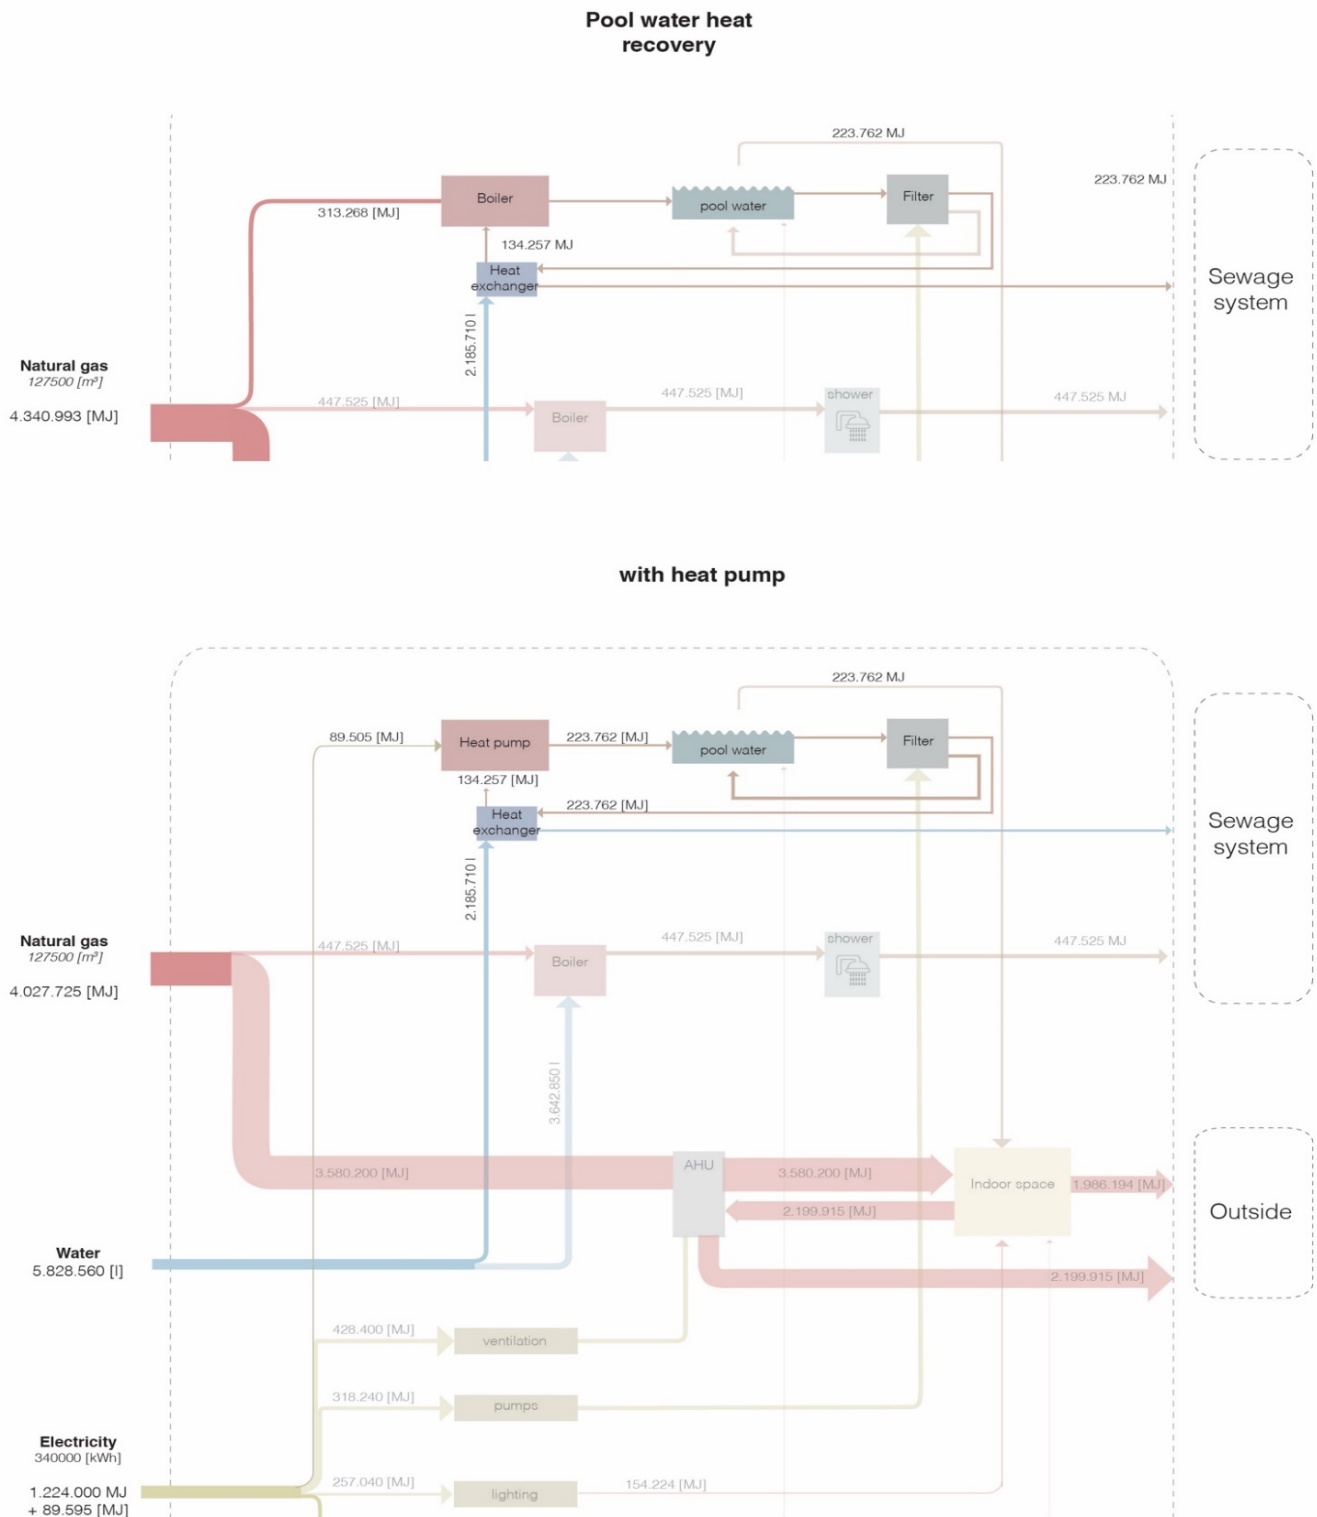 Pool water heat
recovery
223.762 MJ
223.762 MJ
Boiler
pool water
Filter
313.268 [MJ]
134.257 MJ
Heat
exchanger
Sewage
system
2.185.710 l
Natural gas
127500 [m³]
4.340.993 [MJ]
447.525 [MJ]
Boiler
447.525 [MJ]
shower
447.525 MJ
with heat pump
223.762 MJ
89.505 [MJ]
Heat pump
223.762 [MJ]
pool water
Filter
134.257 [MJ]
Heat
exchanger
223.762 [MJ]
Sewage
system
2.185.710 l
Natural gas
127500 [m³]
4.027.725 [MJ]
447.525 [MJ]
Boiler
447.525 [MJ]
shower
447.525 MJ
3.642.850 l
3.580.200 [MJ]
AHU
3.580.200 [MJ]
Indoor space
1.986.194 [MJ]
2.199.915 [MJ]
Outside
Water
5.828.560 [l]
2.199.915 [MJ]
428.400 [MJ]
ventilation
318.240 [MJ]
pumps
Electricity
340000 [kWh]
1.224.000 MJ
+ 89.595 [MJ]
257.040 [MJ]
lighting
154.224 [MJ]